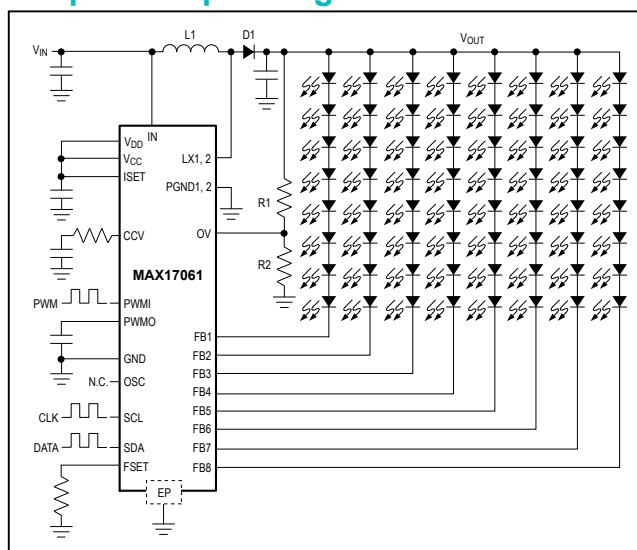 VIN
L1
D1
VOUT
IN
VDD
VCC
ISET
LX1, 2
PGND1, 2
R1
CCV
OV
R2
MAX17061
PWM
PWMI
PWMO
FB1
FB2
GND
FB3
N.C.
OSC
FB4
CLK
SCL
FB5
FB6
DATA
SDA
FB7
FSET
FB8
EP